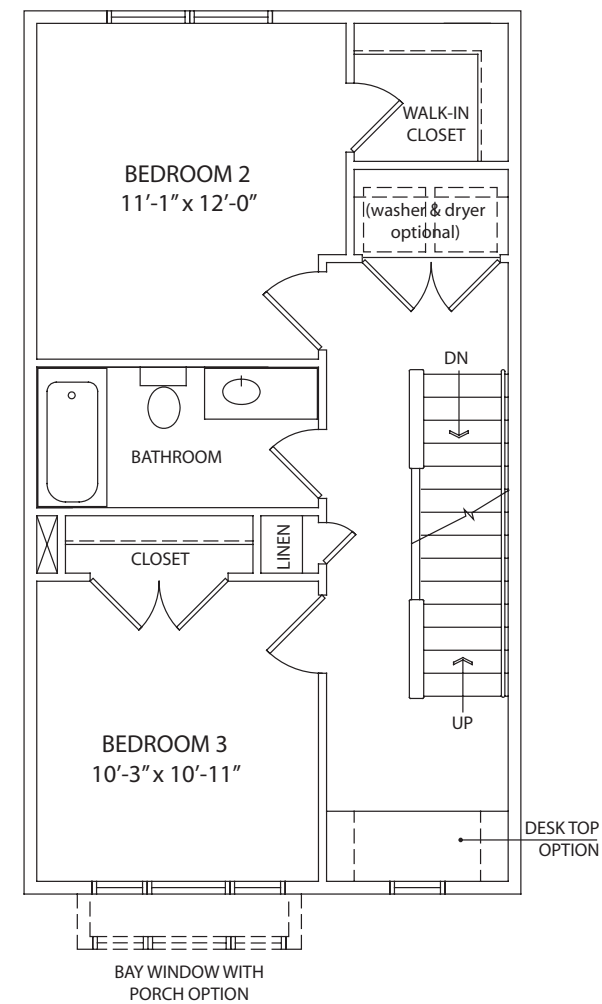 WALK-IN
CLOSET
BEDROOM 2
11’-1” x 12’-0”
(washer & dryer
optional)
DN
BATHROOM
LINEN
CLOSET
UP
BEDROOM 3
10’-3” x 10’-11”
DESK TOP
OPTION
BAY WINDOW WITH
PORCH OPTION